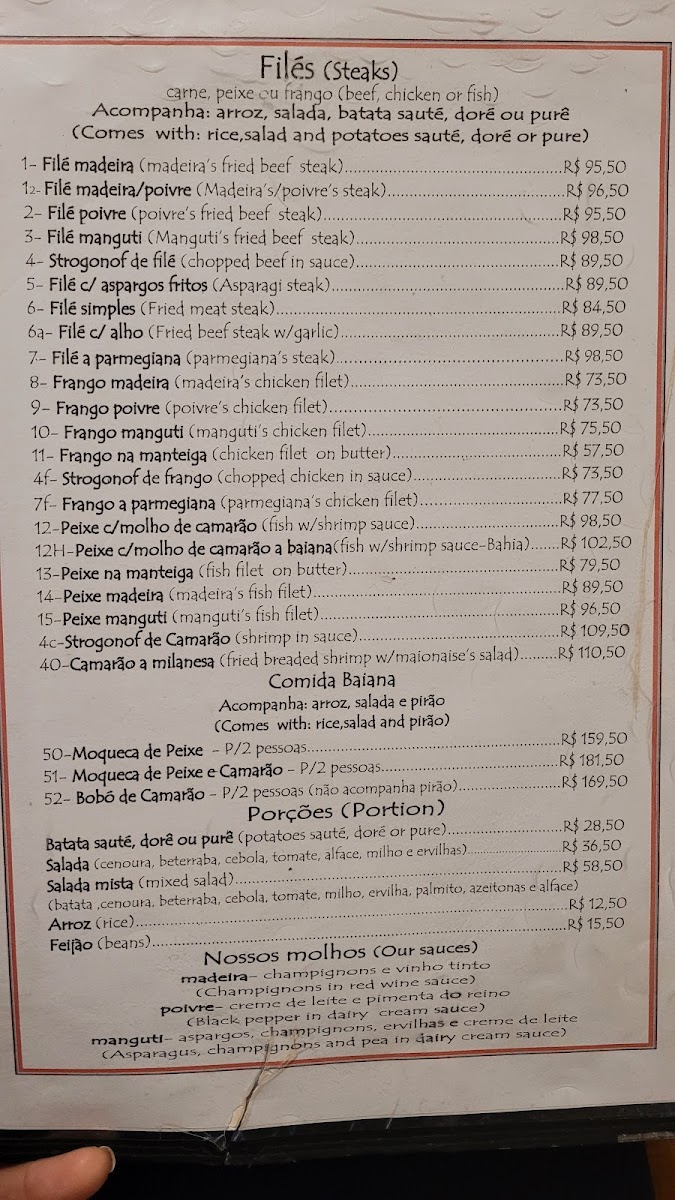 Filés (Steaks)
carne, peixe ou frango (beef, chicken or fish)
Acompanha: arroz, salada, batata sauté, doré ou purê
(Comes with: rice,salad and potatoes sauté, doré or pure)
1- Filé madeira (madeira's fried beef steak)......R$ 95,50
12- Filé madeira/poivre (Madeira's/poivre's steak)......R$ 96,50
2- Filé poivre (poivre's fried beef steak)......R$ 95,50
3- Filé manguti (Manguti's fried beef steak)......R$ 98,50
4- Strogonof de filé (chopped beef in sauce)......R$ 89,50
5- Filé c/ aspargos fritos (Asparagi steak)......R$ 89,50
6- Filé simples (Fried meat steak)......R$ 84,50
6a- Filé c/ alho (Fried beef steak w/garlic)......R$ 89,50
7- Filé a parmegiana (parmegiana's steak)......R$ 98,50
8- Frango madeira (madeira's chicken filet)......R$ 73,50
9- Frango poivre (poivre's chicken filet)......R$ 73,50
10- Frango manguti (manguti's chicken filet)......R$ 75,50
11- Frango na manteiga (chicken filet on butter)......R$ 57,50
4f- Strogonof de frango (chopped chicken in sauce)......R$ 73,50
7f- Frango a parmegiana (parmegiana's chicken filet)......R$ 77,50
12-Peixe c/molho de camarão (fish w/shrimp sauce)......R$ 98,50
12H-Peixe c/molho de camarão a baiana(fish w/shrimp sauce-Bahia)......R$ 102,50
13-Peixe na manteiga (fish filet on butter)......R$ 79,50
14-Peixe madeira (madeira's fish filet)......R$ 89,50
15-Peixe manguti (manguti's fish filet)......R$ 96,50
4c-Strogonof de Camarão (shrimp in sauce)......R$ 109,50
40-Camarão a milanesa (fried breaded shrimp w/maionaise's salad)......R$ 110,50
Comida Baiana
Acompanha: arroz, salada e pirão
(Comes with: rice,salad and pirão)
50-Moqueca de Peixe - P/2 pessoas......R$ 159,50
51- Moqueca de Peixe e Camarão - P/2 pessoas......R$ 181,50
52- Bobó de Camarão - P/2 pessoas (não acompanha pirão)......R$ 169,50
Porções (Portion)
Batata sauté, dorê ou purê (potatoes sauté, doré or pure)......R$ 28,50
Salada (cenoura, beterraba, cebola, tomate, alface, milho e ervilhas)......R$ 36,50
Salada mista (mixed salad)......R$ 58,50
(batata ,cenoura, beterraba, cebola, tomate, milho, ervilha, palmito, azeitonas e alface)
Arroz (rice)......R$ 12,50
Feijão (beans)......R$ 15,50
Nossos molhos (Our sauces)
madeira- champignons e vinho tinto
(Champignons in red wine sauce)
poivre- creme de leite e pimenta do reino
(Black pepper in dairy cream sauce)
manguti- aspargos, champignons, ervilhas e creme de leite
(Asparagus, champignons and pea in dairy cream sauce)